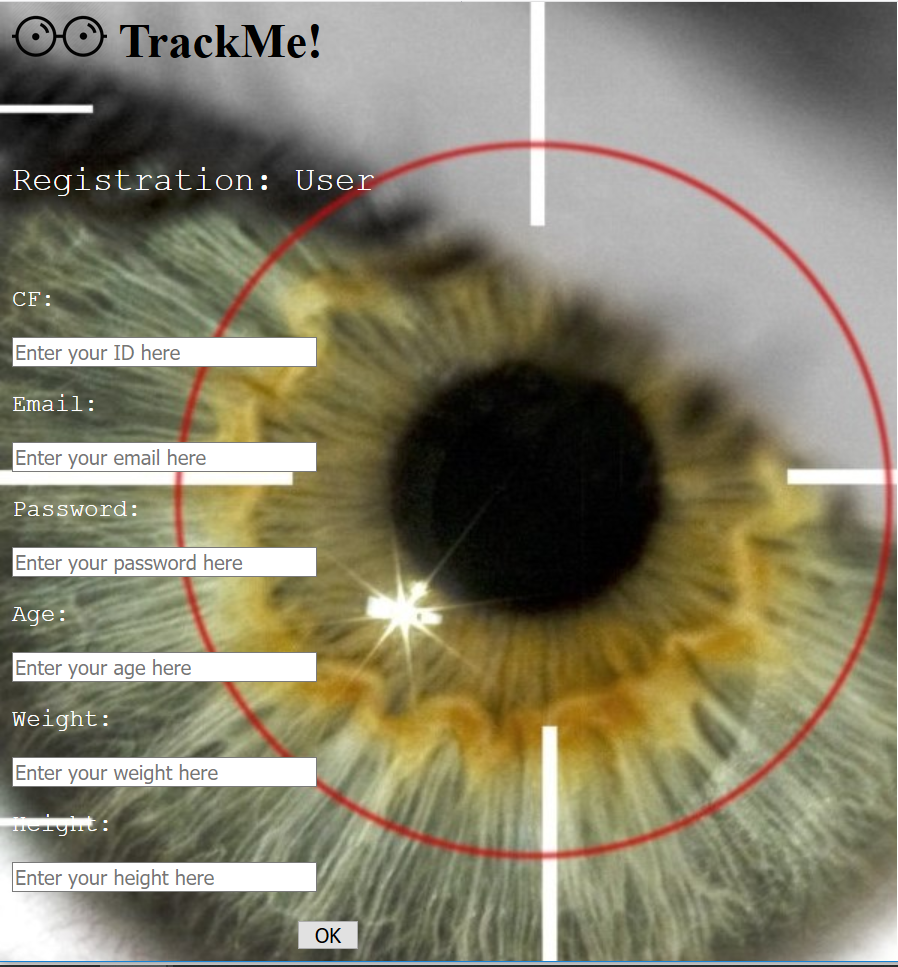 TrackMe!
Registration: User
CF:
Enter your ID here
Email:
Enter your email here
Password:
Enter your password here
Age:
Enter your age here
Weight:
Enter your weight here
Height:
Enter your height here
OK